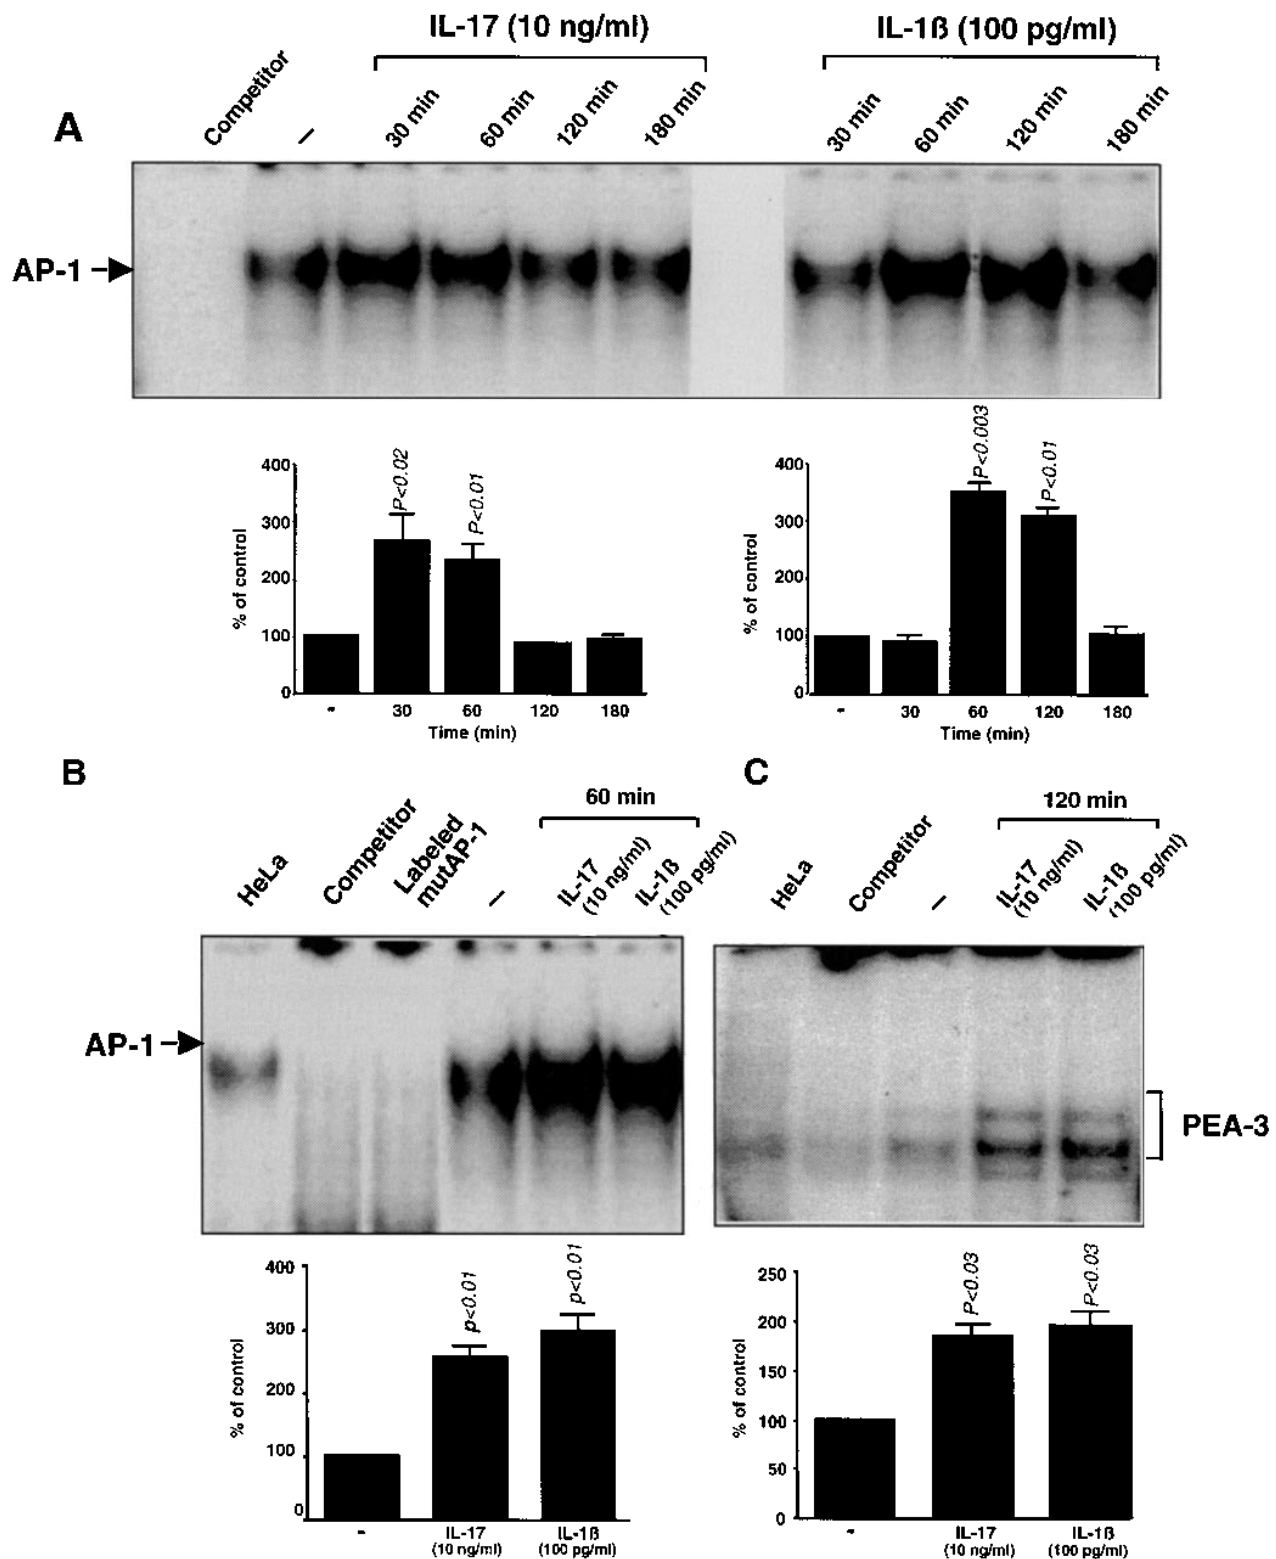 IL-17 (10 ng/ml)
IL-1ß (100 pg/ml)
A
Competitor
–
30 min
60 min
120 min
180 min
30 min
60 min
120 min
180 min
AP-1
% of control
400
300
200
100
0
P<0.02
P<0.01
-
30
60
120
180
Time (min)
% of control
400
300
200
100
0
P<0.003
P<0.01
-
30
60
120
180
Time (min)
B
60 min
HeLa
Competitor
Labeled
mutAP-1
–
IL-17
(10 ng/ml)
IL-1ß
(100 pg/ml)
AP-1
% of control
400
300
200
100
0
p<0.01
p<0.01
-
IL-17
(10 ng/ml)
IL-1ß
(100 pg/ml)
C
120 min
HeLa
Competitor
–
IL-17
(10 ng/ml)
IL-1ß
(100 pg/ml)
PEA-3
% of control
250
200
150
100
50
0
P<0.03
P<0.03
-
IL-17
(10 ng/ml)
IL-1ß
(100 pg/ml)